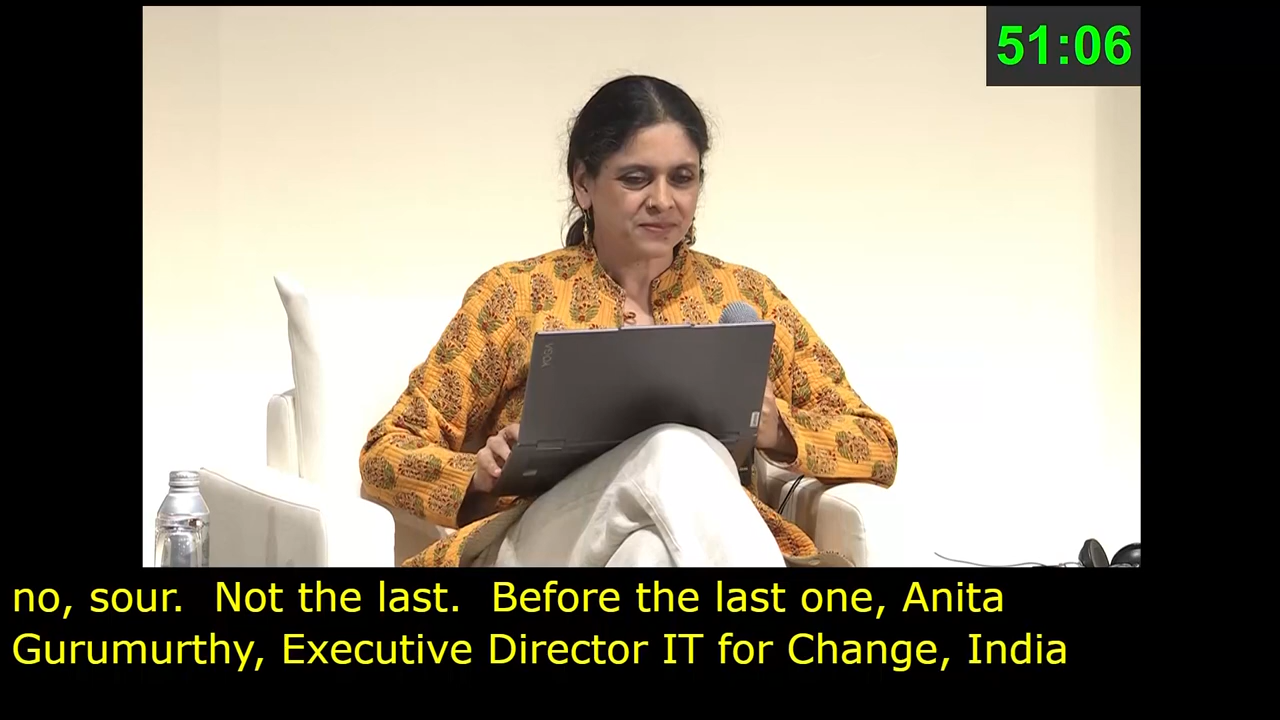 51:06
YOGA
no, sour.  Not the last.  Before the last one, Anita
Gurumurthy, Executive Director IT for Change, India